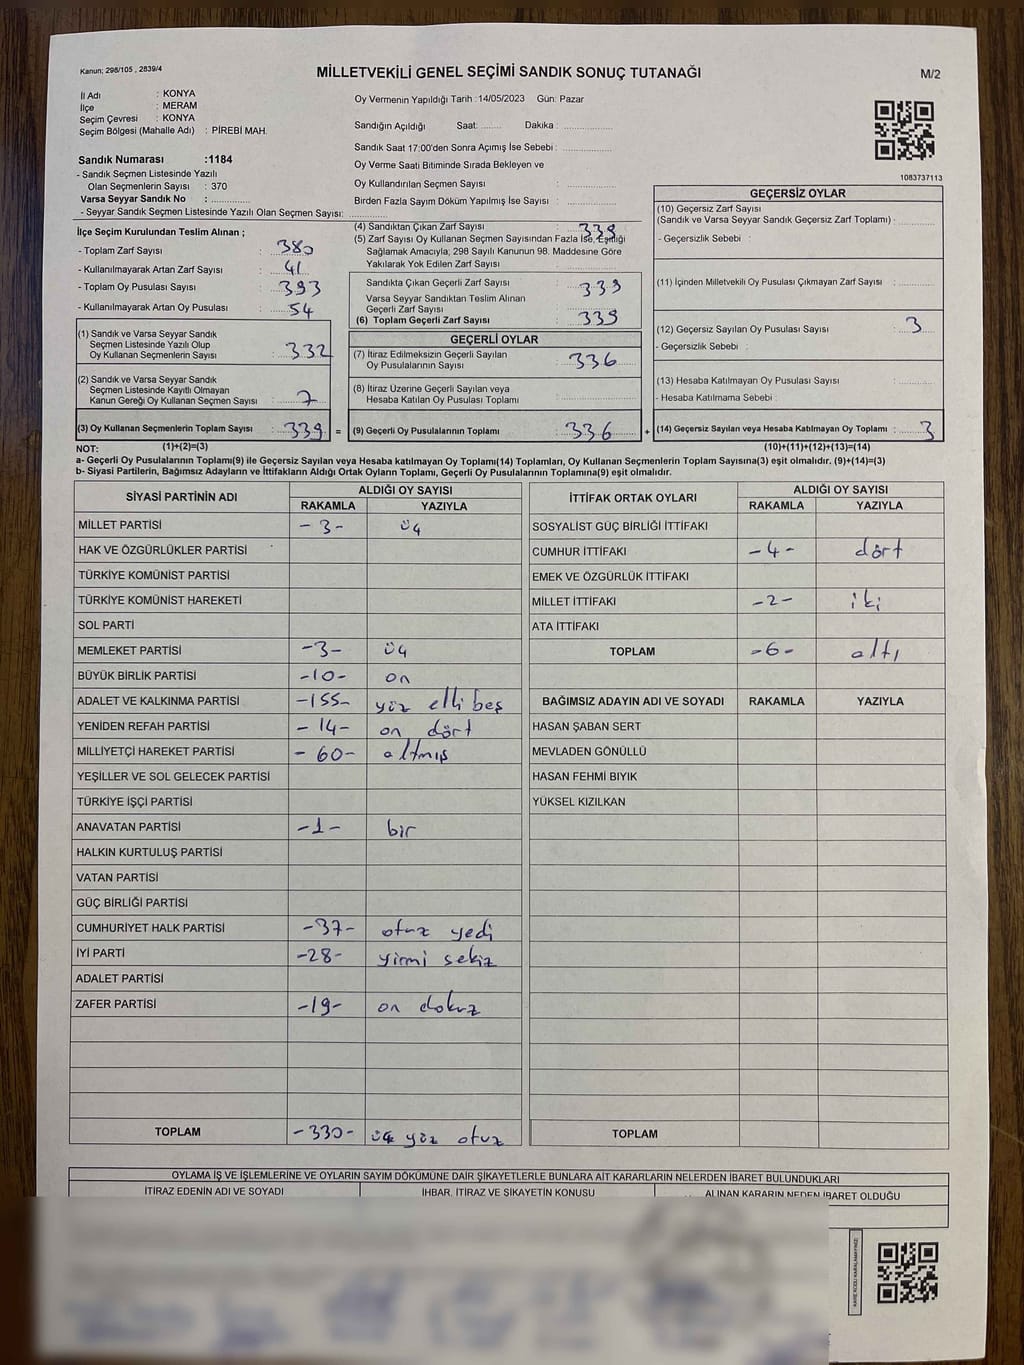 Kanun; 298/105 , 2839/4
MİLLETVEKİLİ GENEL SEÇİMİ SANDIK SONUÇ TUTANAĞI
M/2
İl Adı : KONYA
İlçe : MERAM
Seçim Çevresi : KONYA
Seçim Bölgesi (Mahalle Adı) : PİREBİ MAH.
Sandık Numarası :1184
- Sandık Seçmen Listesinde Yazılı
Olan Seçmenlerin Sayısı : 370
Varsa Seyyar Sandık No :
- Seyyar Sandık Seçmen Listesinde Yazılı Olan Seçmen Sayısı:
Oy Vermenin Yapıldığı Tarih :14/05/2023 Gün: Pazar
Sandığın Açıldığı Saat: Dakika :
Sandık Saat 17:00'den Sonra Açımış İse Sebebi :
Oy Verme Saati Bitiminde Sırada Bekleyen ve
Oy Kullandırılan Seçmen Sayısı :
Birden Fazla Sayım Döküm Yapılmış İse Sayısı :
1083737113
İlçe Seçim Kurulundan Teslim Alınan ;
- Toplam Zarf Sayısı : 380
- Kullanılmayarak Artan Zarf Sayısı : 41
- Toplam Oy Pusulası Sayısı : 393
- Kullanılmayarak Artan Oy Pusulası : 54
(1) Sandık ve Varsa Seyyar Sandık
Seçmen Listesinde Yazılı Olup
Oy Kullanan Seçmenlerin Sayısı : 332
(2) Sandık ve Varsa Seyyar Sandık
Seçmen Listesinde Kayıtlı Olmayan
Kanun Gereği Oy Kullanan Seçmen Sayısı : 7
(3) Oy Kullanan Seçmenlerin Toplam Sayısı : 339 =
(4) Sandıktan Çıkan Zarf Sayısı : 339
(5) Zarf Sayısı Oy Kullanan Seçmen Sayısından Fazla İse, Eşitliği
Sağlamak Amacıyla, 298 Sayılı Kanunun 98. Maddesine Göre
Yakılarak Yok Edilen Zarf Sayısı :
Sandıkta Çıkan Geçerli Zarf Sayısı : 339
Varsa Seyyar Sandıktan Teslim Alınan
Geçerli Zarf Sayısı :
(6) Toplam Geçerli Zarf Sayısı : 339
GEÇERLİ OYLAR
(7) İtiraz Edilmeksizin Geçerli Sayılan
Oy Pusulalarının Sayısı : 336
(8) İtiraz Üzerine Geçerli Sayılan veya
Hesaba Katılan Oy Pusulası Toplamı :
(9) Geçerli Oy Pusulalarının Toplamı : 336 +
GEÇERSİZ OYLAR
(10) Geçersiz Zarf Sayısı
(Sandık ve Varsa Seyyar Sandık Geçersiz Zarf Toplamı) :
- Geçersizlik Sebebi :
(11) İçinden Milletvekili Oy Pusulası Çıkmayan Zarf Sayısı :
(12) Geçersiz Sayılan Oy Pusulası Sayısı : 3
- Geçersizlik Sebebi :
(13) Hesaba Katılmayan Oy Pusulası Sayısı :
- Hesaba Katılmama Sebebi :
(14) Geçersiz Sayılan veya Hesaba Katılmayan Oy Toplamı : 3
NOT: (1)+(2)=(3) (10)+(11)+(12)+(13)=(14)
a- Geçerli Oy Pusulalarının Toplamı(9) ile Geçersiz Sayılan veya Hesaba katılmayan Oy Toplamı(14) Toplamları, Oy Kullanan Seçmenlerin Toplam Sayısına(3) eşit olmalıdır. (9)+(14)=(3)
b- Siyasi Partilerin, Bağımsız Adayların ve İttifakların Aldığı Ortak Oyların Toplamı, Geçerli Oy Pusulalarının Toplamına(9) eşit olmalıdır.
SİYASİ PARTİNİN ADI ALDIĞI OY SAYISI
RAKAMLA YAZIYLA
MİLLET PARTİSİ -3- üç
HAK VE ÖZGÜRLÜKLER PARTİSİ
TÜRKİYE KOMÜNİST PARTİSİ
TÜRKİYE KOMÜNİST HAREKETİ
SOL PARTİ
MEMLEKET PARTİSİ -3- üç
BÜYÜK BİRLİK PARTİSİ -10- on
ADALET VE KALKINMA PARTİSİ -155- yüz elli beş
YENİDEN REFAH PARTİSİ -14- on dört
MİLLİYETÇİ HAREKET PARTİSİ -60- altmış
YEŞİLLER VE SOL GELECEK PARTİSİ
TÜRKİYE İŞÇİ PARTİSİ
ANAVATAN PARTİSİ -1- bir
HALKIN KURTULUŞ PARTİSİ
VATAN PARTİSİ
GÜÇ BİRLİĞİ PARTİSİ
CUMHURİYET HALK PARTİSİ -37- otuz yedi
İYİ PARTİ -28- yirmi sekiz
ADALET PARTİSİ
ZAFER PARTİSİ -19- on dokuz
TOPLAM -330- üç yüz otuz
İTTİFAK ORTAK OYLARI ALDIĞI OY SAYISI
RAKAMLA YAZIYLA
SOSYALİST GÜÇ BİRLİĞİ İTTİFAKI
CUMHUR İTTİFAKI -4- dört
EMEK VE ÖZGÜRLÜK İTTİFAKI
MİLLET İTTİFAKI -2- iki
ATA İTTİFAKI
TOPLAM -6- altı
BAĞIMSIZ ADAYIN ADI VE SOYADI RAKAMLA YAZIYLA
HASAN ŞABAN SERT
MEVLADEN GÖNÜLLÜ
HASAN FEHMİ BIYIK
YÜKSEL KIZILKAN
TOPLAM
OYLAMA İŞ VE İŞLEMLERİNE VE OYLARIN SAYIM DÖKÜMÜNE DAİR ŞİKAYETLERLE BUNLARA AİT KARARLARIN NELERDEN İBARET BULUNDUKLARI
İTİRAZ EDENİN ADI VE SOYADI İHBAR, İTİRAZ VE ŞİKAYETİN KONUSU ALINAN KARARIN NEDEN İBARET OLDUĞU